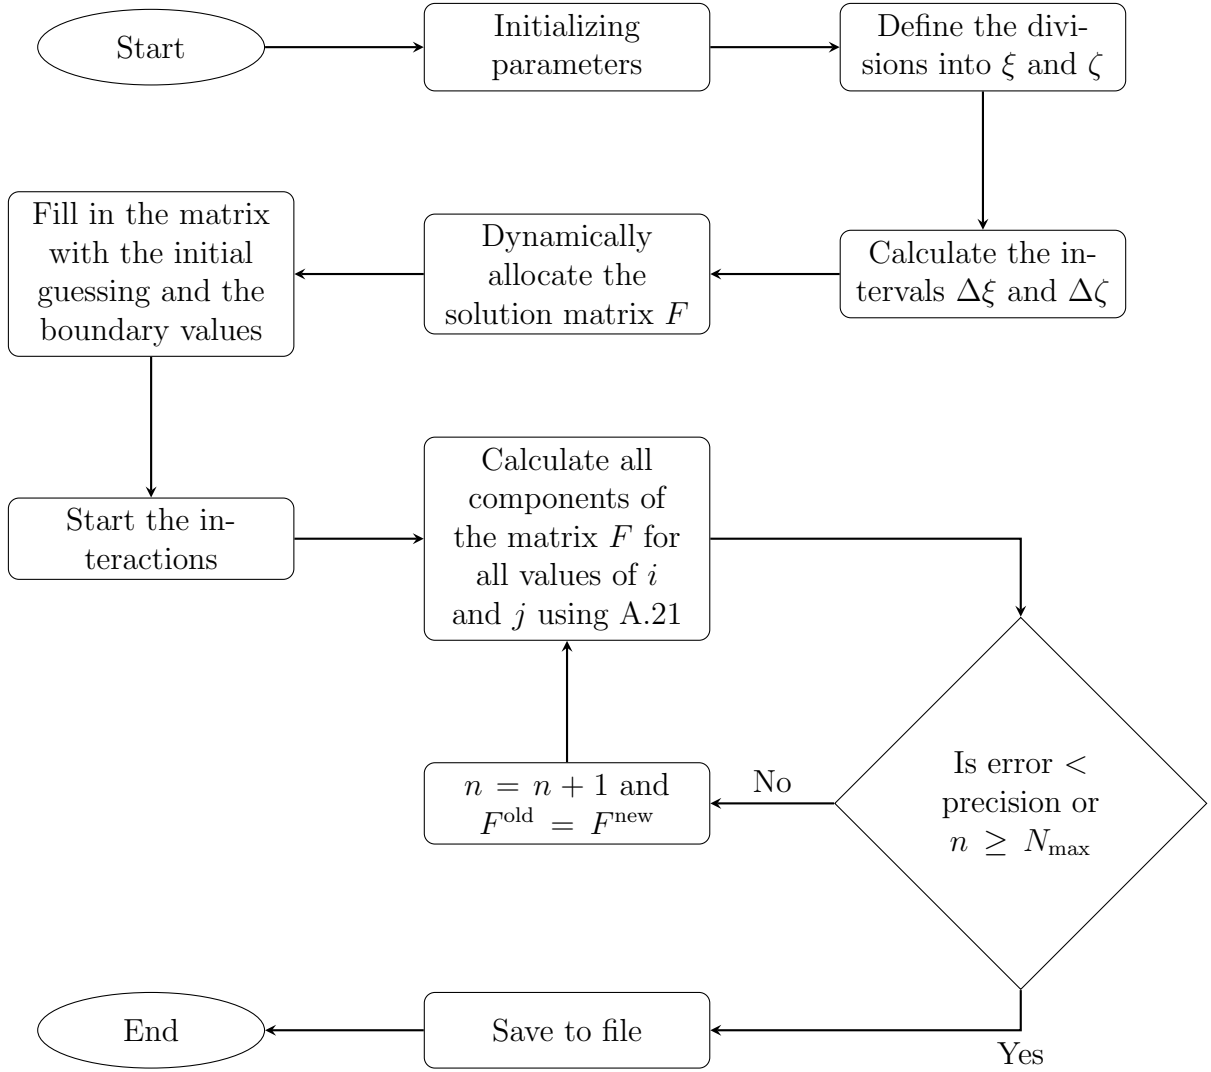 Start
Initializing
parameters
Define the divi-
sions into ξ and ζ
Calculate the in-
tervals Δξ and Δζ
Dynamically
allocate the
solution matrix F
Fill in the matrix
with the initial
guessing and the
boundary values
Start the in-
teractions
Calculate all
components of
the matrix F for
all values of i
and j using A.21
Is error <
precision or
n ≥ N_max
No
n = n + 1 and
F^old = F^new
Yes
Save to file
End